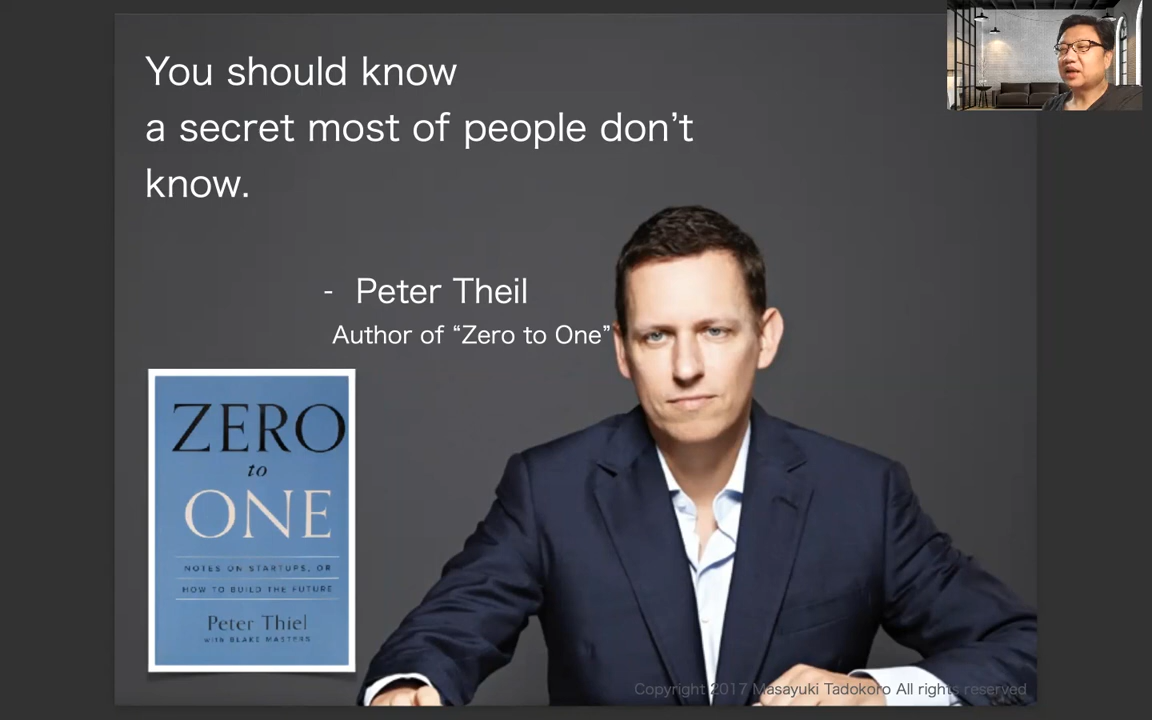 You should know
a secret most of people don’t
know.
- Peter Theil
Author of “Zero to One”
ZERO
to
ONE
NOTES ON STARTUPS, OR
HOW TO BUILD THE FUTURE
Peter Thiel
WITH BLAKE MASTERS
Copyright 2017 Masayuki Tadokoro All rights reserved